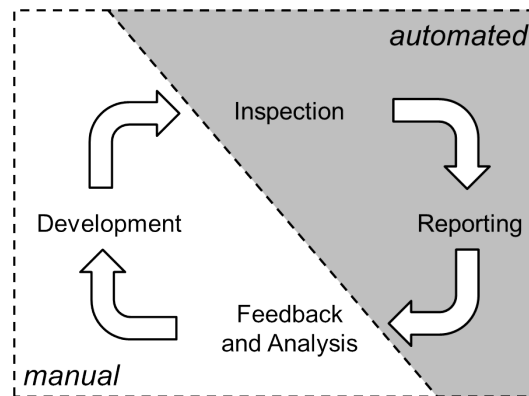 automated
Inspection
Development
Reporting
Feedback
and Analysis
manual